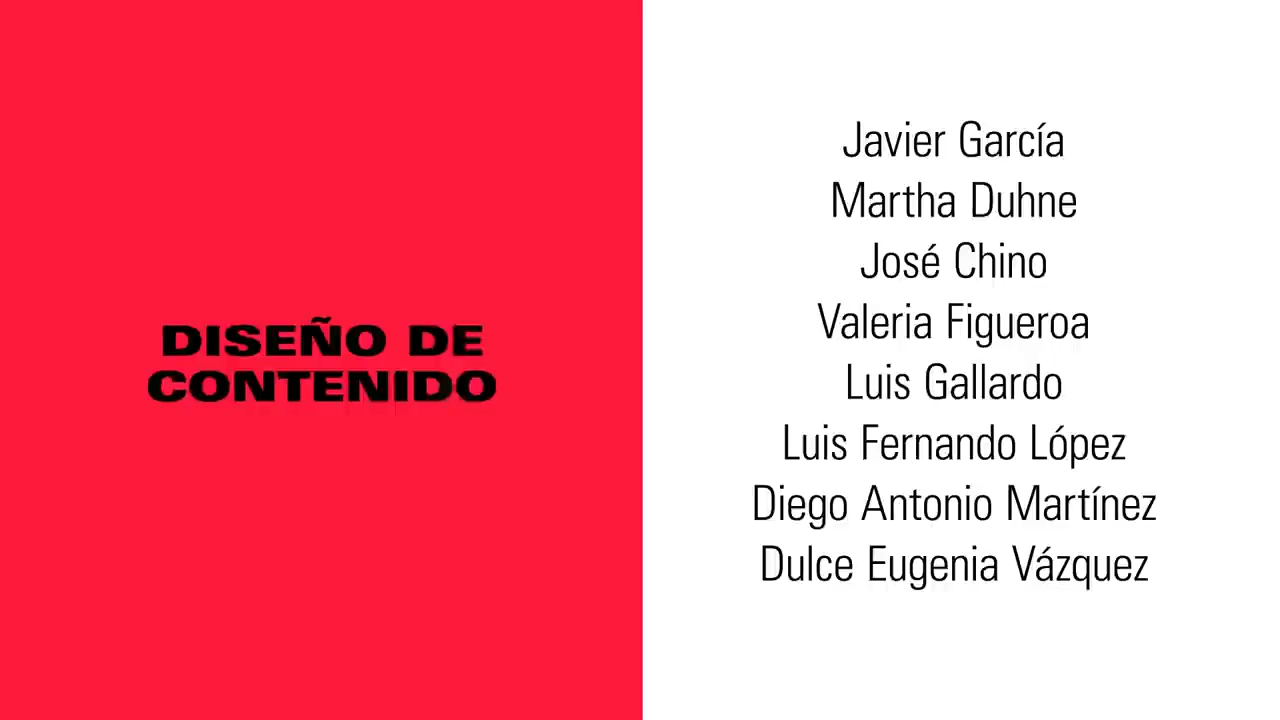 DISEÑO DE
CONTENIDO
Javier García
Martha Duhne
José Chino
Valeria Figueroa
Luis Gallardo
Luis Fernando López
Diego Antonio Martínez
Dulce Eugenia Vázquez